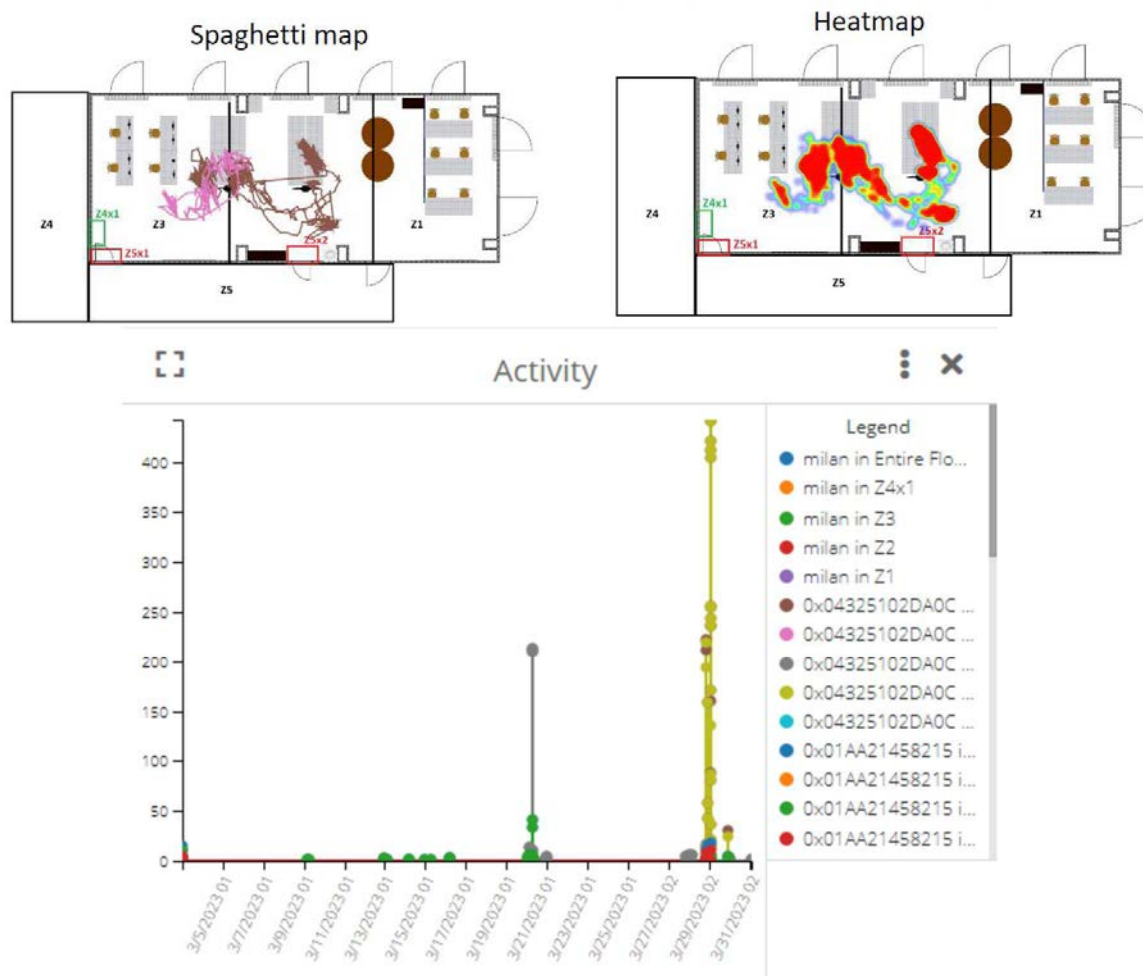 Spaghetti map
Heatmap
Z4
Z4x1
Z3
Z5x1
Z5x2
Z1
Z5
Z4
Z4x1
Z3
Z5x1
Z5x2
Z1
Z5
Activity
Legend
milan in Entire Flo...
milan in Z4x1
milan in Z3
milan in Z2
milan in Z1
0x04325102DA0C ...
0x04325102DA0C ...
0x04325102DA0C ...
0x04325102DA0C ...
0x04325102DA0C ...
0x01AA21458215 i...
0x01AA21458215 i...
0x01AA21458215 i...
0x01AA21458215 i...
400
350
300
250
200
150
100
50
0
3/5/2023 01
3/7/2023 01
3/9/2023 01
3/11/2023 01
3/13/2023 01
3/15/2023 01
3/17/2023 01
3/19/2023 01
3/21/2023 01
3/23/2023 01
3/25/2023 01
3/27/2023 02
3/29/2023 02
3/31/2023 02